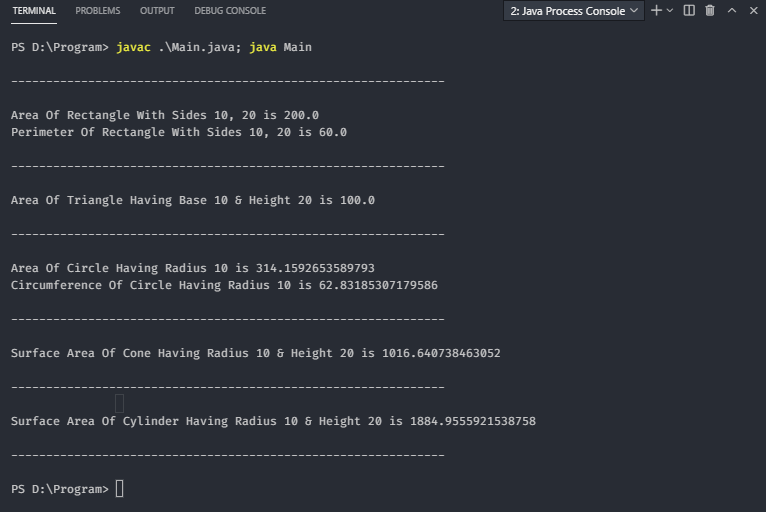 TERMINAL PROBLEMS OUTPUT DEBUG CONSOLE 2: Java Process Console
PS D:\Program> javac .\Main.java; java Main
--------------------------------------------------------------
Area Of Rectangle With Sides 10, 20 is 200.0
Perimeter Of Rectangle With Sides 10, 20 is 60.0
--------------------------------------------------------------
Area Of Triangle Having Base 10 & Height 20 is 100.0
--------------------------------------------------------------
Area Of Circle Having Radius 10 is 314.1592653589793
Circumference Of Circle Having Radius 10 is 62.83185307179586
--------------------------------------------------------------
Surface Area Of Cone Having Radius 10 & Height 20 is 1016.640738463052
--------------------------------------------------------------
Surface Area Of Cylinder Having Radius 10 & Height 20 is 1884.9555921538758
--------------------------------------------------------------
PS D:\Program>